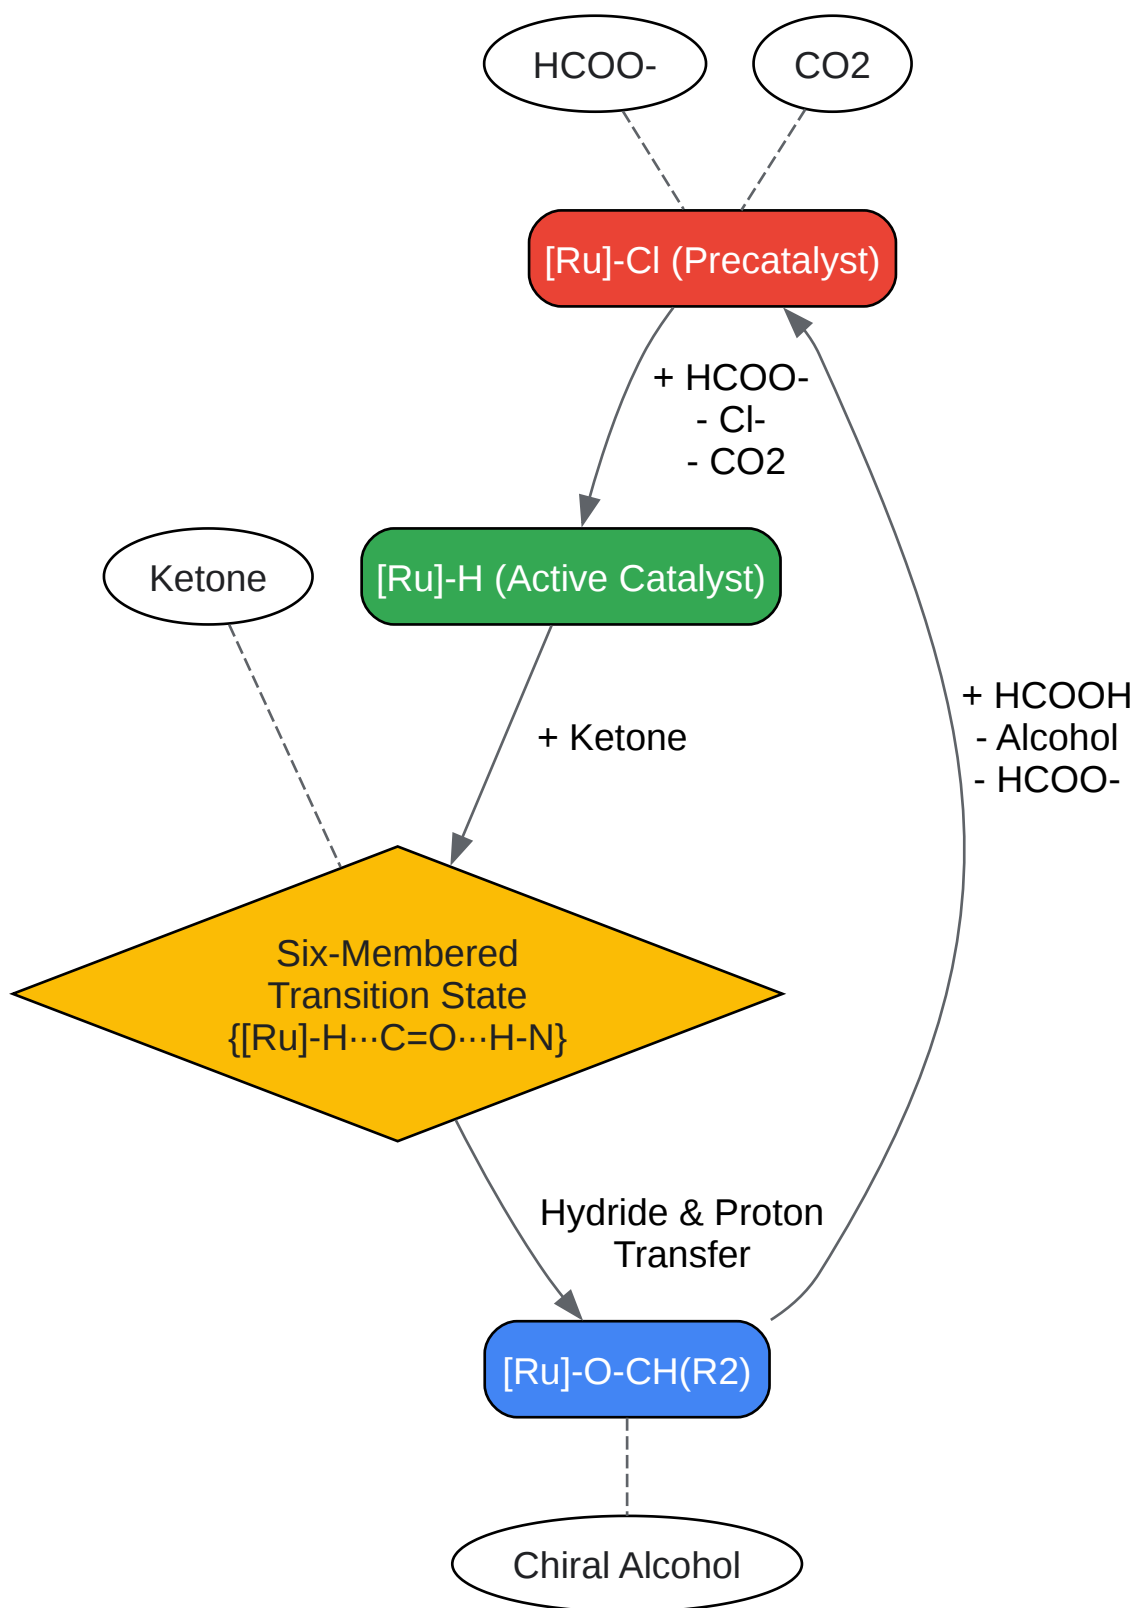 HCOO-
CO2
[Ru]-Cl (Precatalyst)
+ HCOO-
- Cl-
- CO2
Ketone
[Ru]-H (Active Catalyst)
+ HCOOH
- Alcohol
- HCOO-
+ Ketone
Six-Membered
Transition State
{[Ru]-H···C=O···H-N}
Hydride & Proton
Transfer
[Ru]-O-CH(R2)
Chiral Alcohol